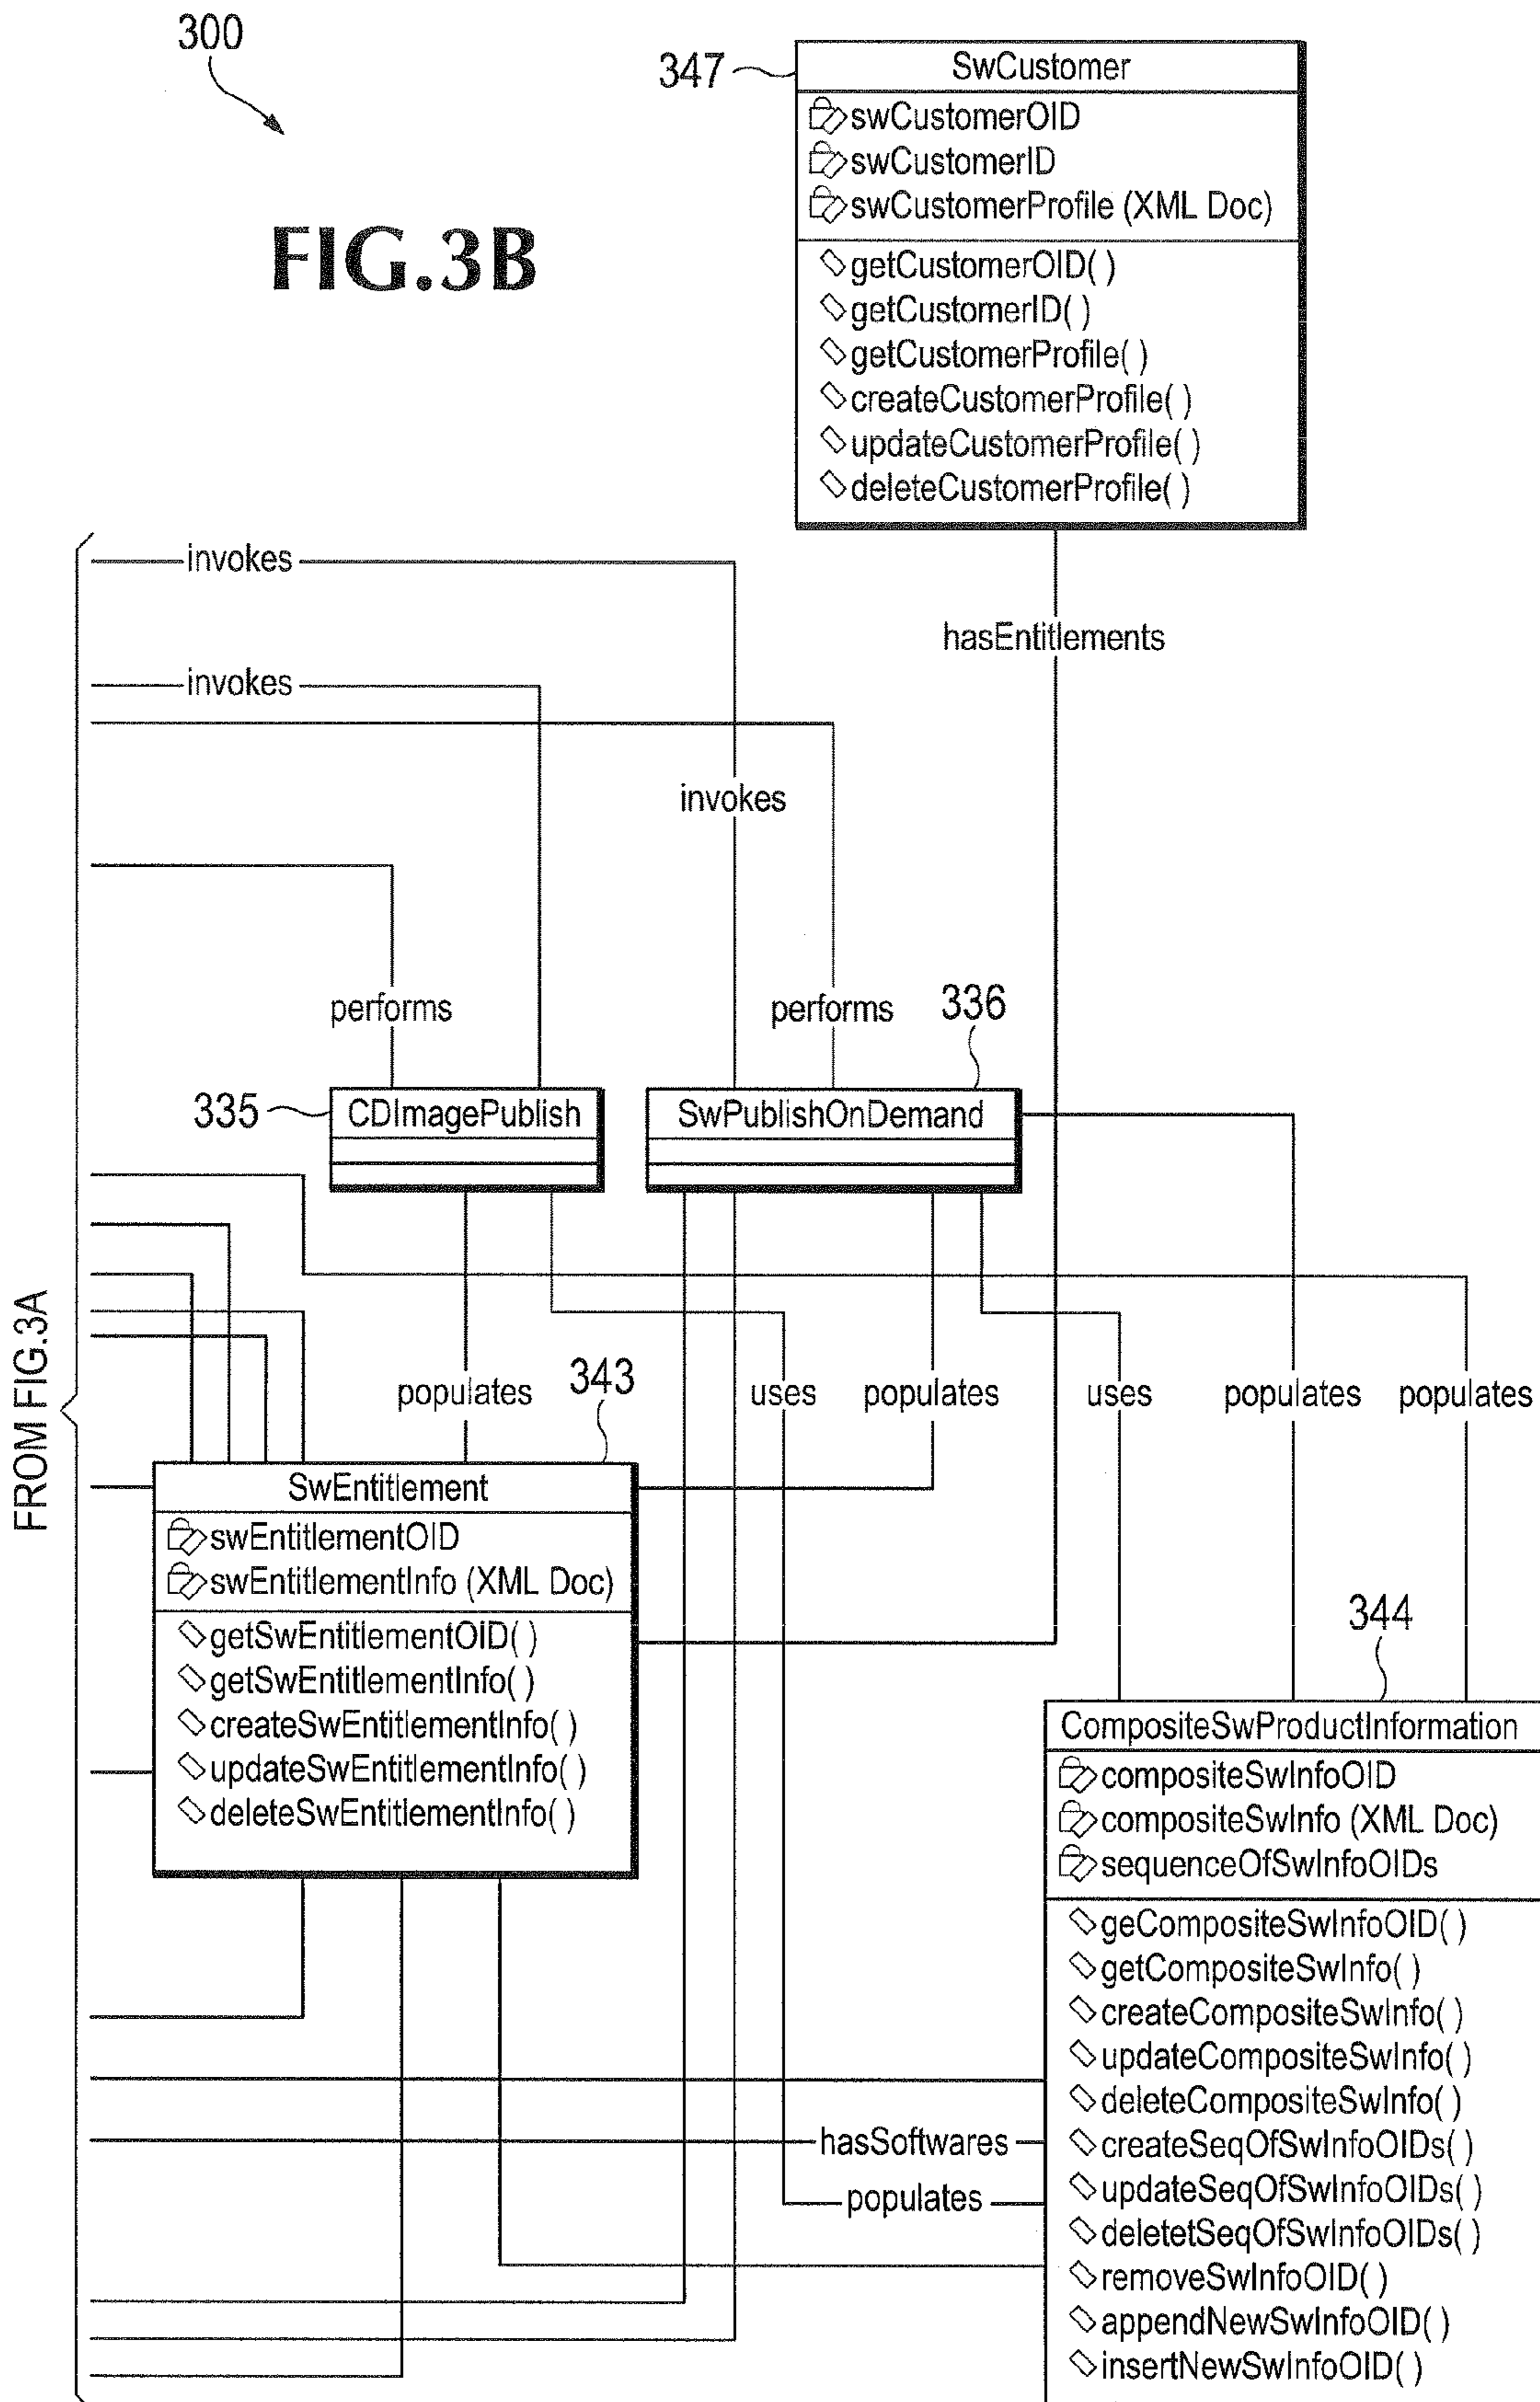 300
FIG.3B
347
SwCustomer
swCustomerOID
swCustomerID
swCustomerProfile (XML Doc)
getCustomerOID( )
getCustomerID( )
getCustomerProfile( )
createCustomerProfile( )
updateCustomerProfile( )
deleteCustomerProfile( )
invokes
hasEntitlements
invokes
invokes
performs
performs
336
335
CDImagePublish
SwPublishOnDemand
FROM FIG.3A
populates
343
uses
populates
uses
populates
populates
SwEntitlement
swEntitlementOID
swEntitlementInfo (XML Doc)
getSwEntitlementOID( )
getSwEntitlementInfo( )
createSwEntitlementInfo( )
updateSwEntitlementInfo( )
deleteSwEntitlementInfo( )
344
CompositeSwProductInformation
compositeSwInfoOID
compositeSwInfo (XML Doc)
sequenceOfSwInfoOIDs
geCompositeSwInfoOID( )
getCompositeSwInfo( )
createCompositeSwInfo( )
updateCompositeSwInfo( )
deleteCompositeSwInfo( )
createSeqOfSwInfoOIDs( )
updateSeqOfSwInfoOIDs( )
deletetSeqOfSwInfoOIDs( )
removeSwInfoOID( )
appendNewSwInfoOID( )
insertNewSwInfoOID( )
hasSoftwares
populates